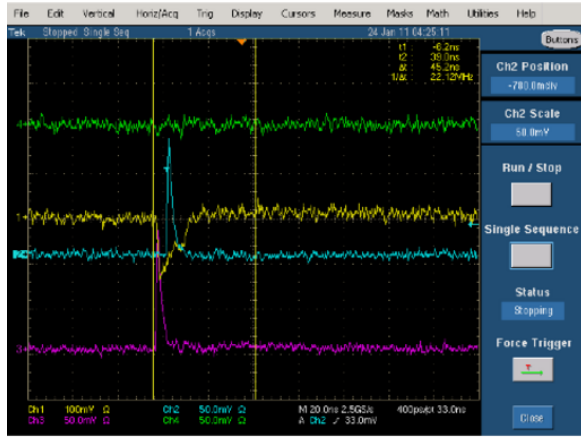 File Edit Vertical Horiz/Acq Trig Display Cursors Measure Masks Math Utilities Help
Tek Stopped Single Seq 1 Acqs 24 Jan 11 04:25:11
Buttons
t1: -6.2ns
t2: 39.0ns
Δt: 45.2ns
1/Δt: 22.12MHz
Ch2 Position
-780.0mdiv
Ch2 Scale
50.0mV
Run / Stop
Single Sequence
Status
Stopping
Force Trigger
Close
4
1
3
Ch1 100mV Ω Ch2 50.0mV Ω M 20.0ns 2.5GS/s 400ps/pt 33.0ns
Ch3 50.0mV Ω Ch4 50.0mV Ω A Ch2 ⁄ 33.0mV